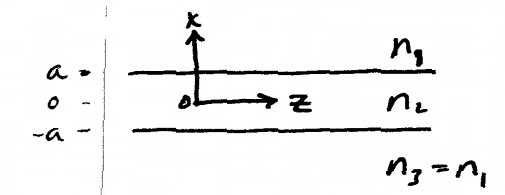 x
n₁
a -
0 -
0
z
n₂
-a -
n₃ = n₁